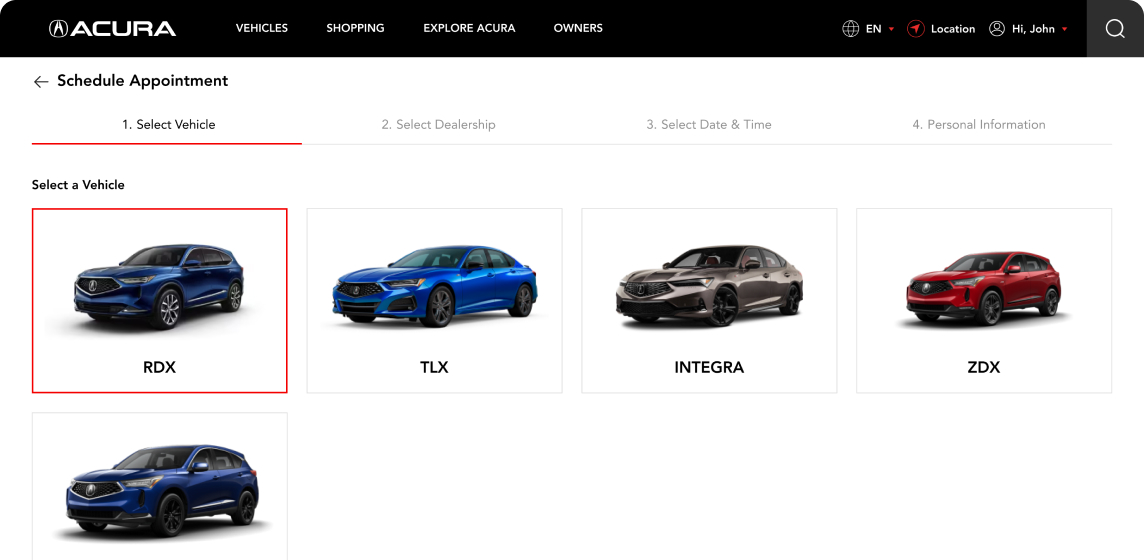 ACURA
VEHICLES
SHOPPING
EXPLORE ACURA
OWNERS
EN
Location
Hi, John
Schedule Appointment
1. Select Vehicle
2. Select Dealership
3. Select Date & Time
4. Personal Information
Select a Vehicle
RDX
TLX
INTEGRA
ZDX